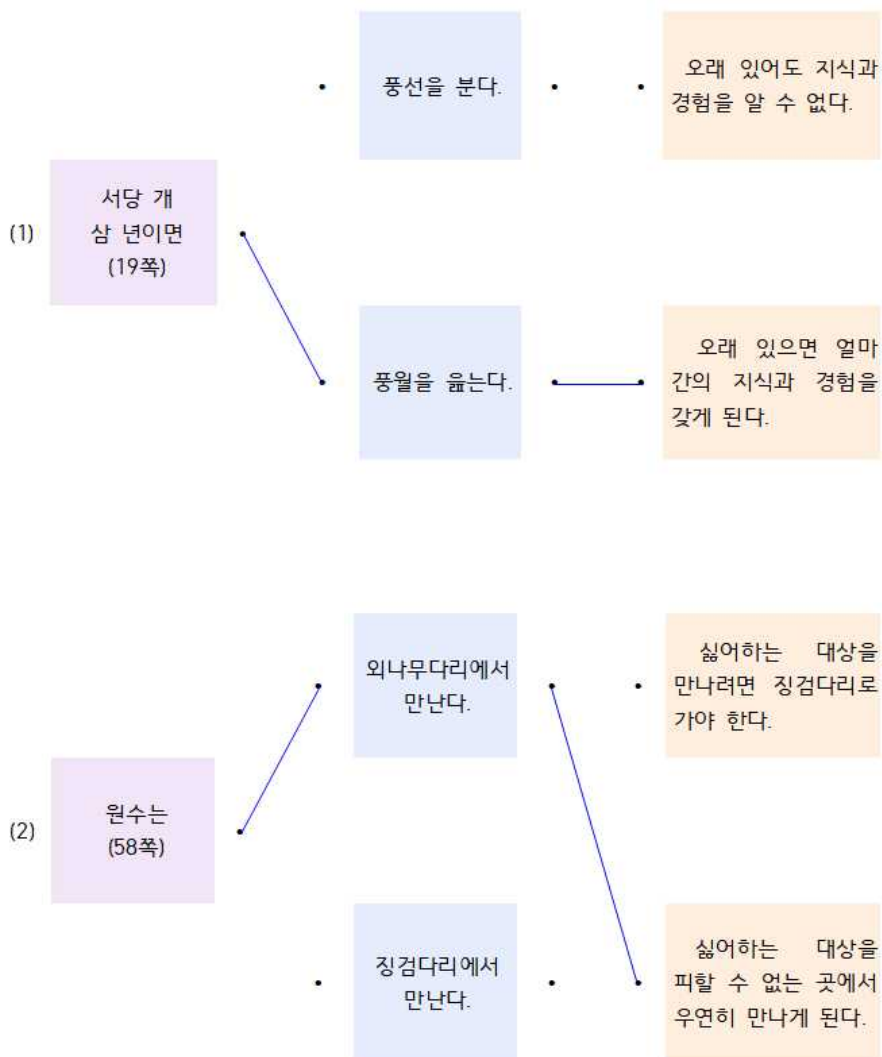 풍선을 분다.
오래 있어도 지식과
경험을 알 수 없다.
(1)
서당 개
삼 년이면
(19쪽)
풍월을 읊는다.
오래 있으면 얼마
간의 지식과 경험을
갖게 된다.
외나무다리에서
만난다.
싫어하는 대상을
만나려면 징검다리로
가야 한다.
(2)
원수는
(58쪽)
징검다리에서
만난다.
싫어하는 대상을
피할 수 없는 곳에서
우연히 만나게 된다.